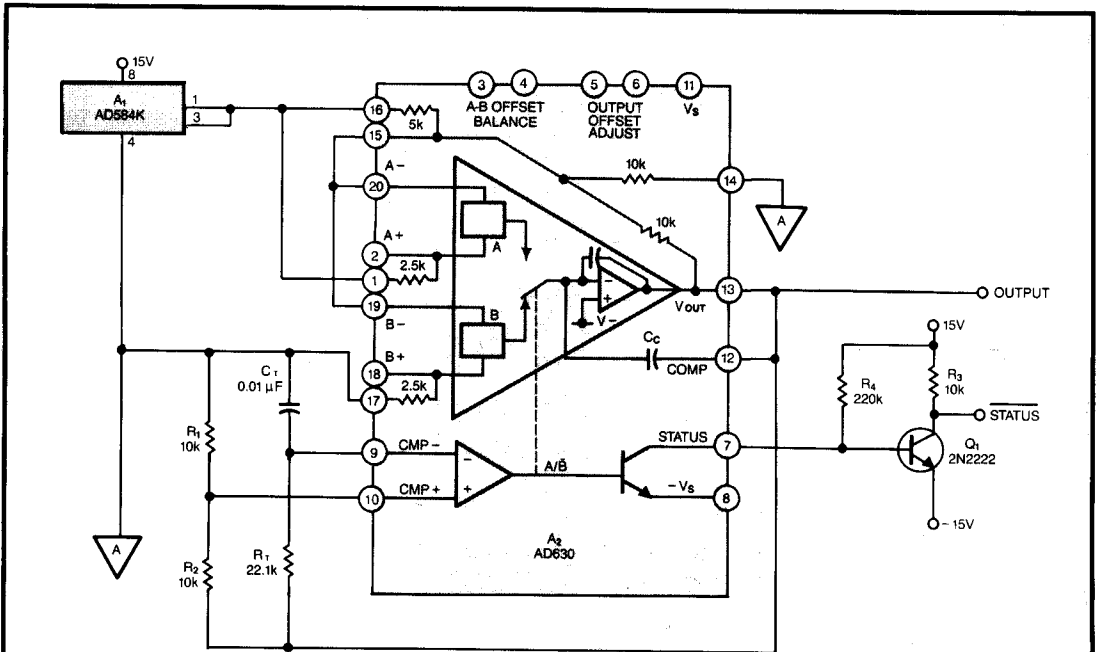 15V
8
A1
AD584K
1
3
4
16
5k
15
A-
20
A+
2
2.5k
1
19
B-
B+
18
2.5k
17
3
4
A-B OFFSET
BALANCE
5
6
OUTPUT
OFFSET
ADJUST
11
VS
10k
14
A
10k
A
B
-
+
V-
VOUT
13
OUTPUT
CC
12
COMP
CT
0.01 µF
R1
10k
9
CMP-
-
10
CMP+
+
A/B̅
STATUS
7
-VS
8
15V
R4
220k
R3
10k
S̅T̅A̅T̅U̅S̅
Q1
2N2222
-15V
A
R2
10k
RT
22.1k
A2
AD630